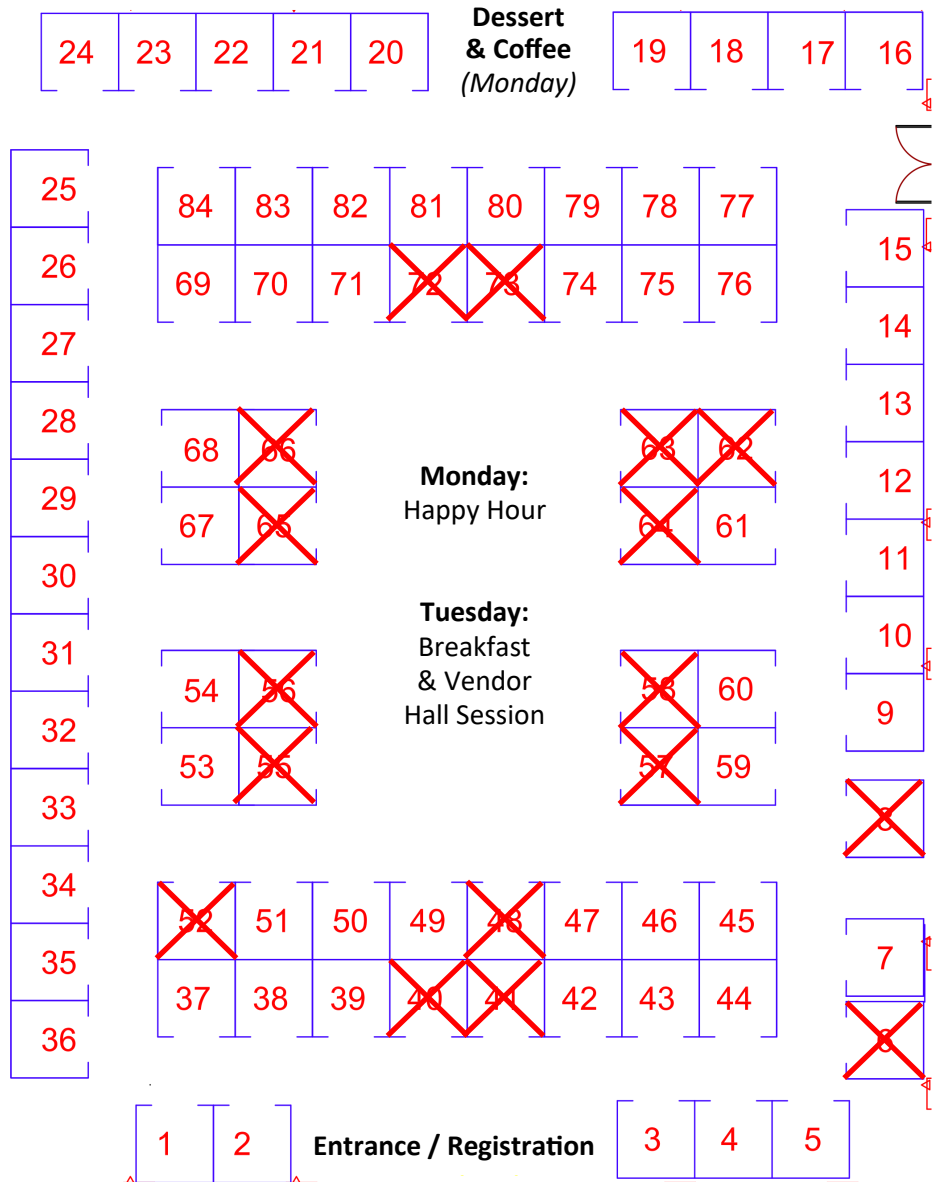 Dessert
& Coffee
(Monday)
24 23 22 21 20
19 18 17 16
25
26
27
28
29
30
31
32
33
34
35
36
84 83 82 81 80 79 78 77
69 70 71 72 73 74 75 76
15
14
13
12
11
10
9
8
7
6
68 66
67 65
Monday:
Happy Hour
63 62
64 61
Tuesday:
Breakfast
& Vendor
Hall Session
54 56
53 55
58 60
57 59
52 51 50 49 48 47 46 45
37 38 39 40 41 42 43 44
1 2
Entrance / Registration
3 4 5